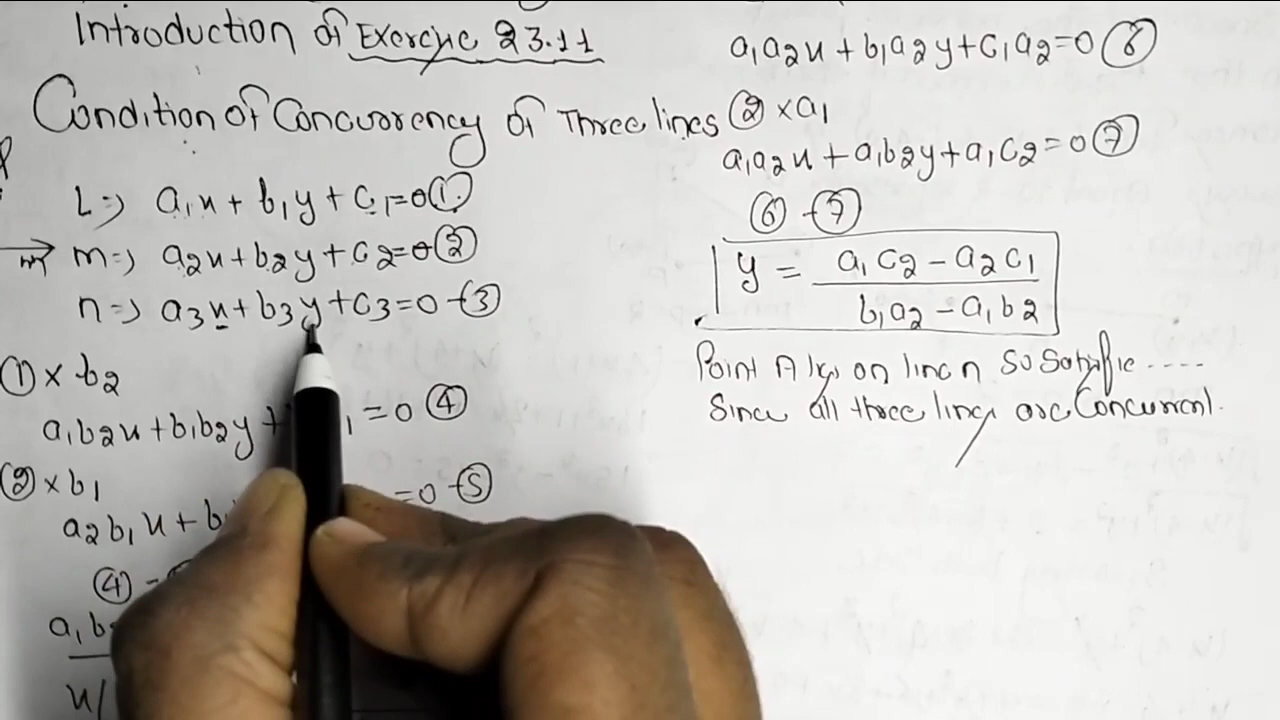 Introduction of Exercise 23.11
Condition of Concurrency of Three lines
L=> a₁x + b₁y + c₁=0 ①
m=> a₂x+b₂y+c₂=0 ②
n=> a₃x+b₃y+c₃=0 -③
① × b₂
a₁b₂x+b₁b₂y+ ₁ =0 ④
② × b₁
a₂b₁x + b =0 -⑤
④ -
a₁b
x
a₁a₂x + b₁a₂y+c₁a₂=0 ⑥
② ×a₁
a₁a₂x +a₁b₂y+a₁c₂=0 ⑦
⑥ -⑦
y = a₁c₂-a₂c₁
b₁a₂-a₁b₂
Point A lys on line n so satisfie ----
Since all three lines are Concurrent.